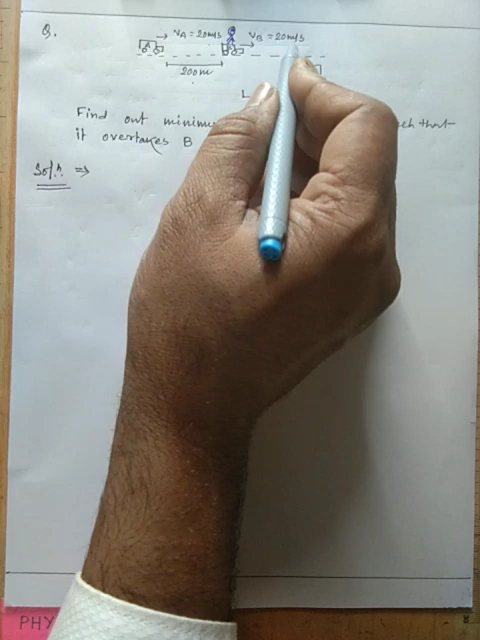 Q.
A VA = 20m/s B VB = 20m/s
200m
Find out minimu ch that
it overtakes B
Sol.n. ⇒
PHY